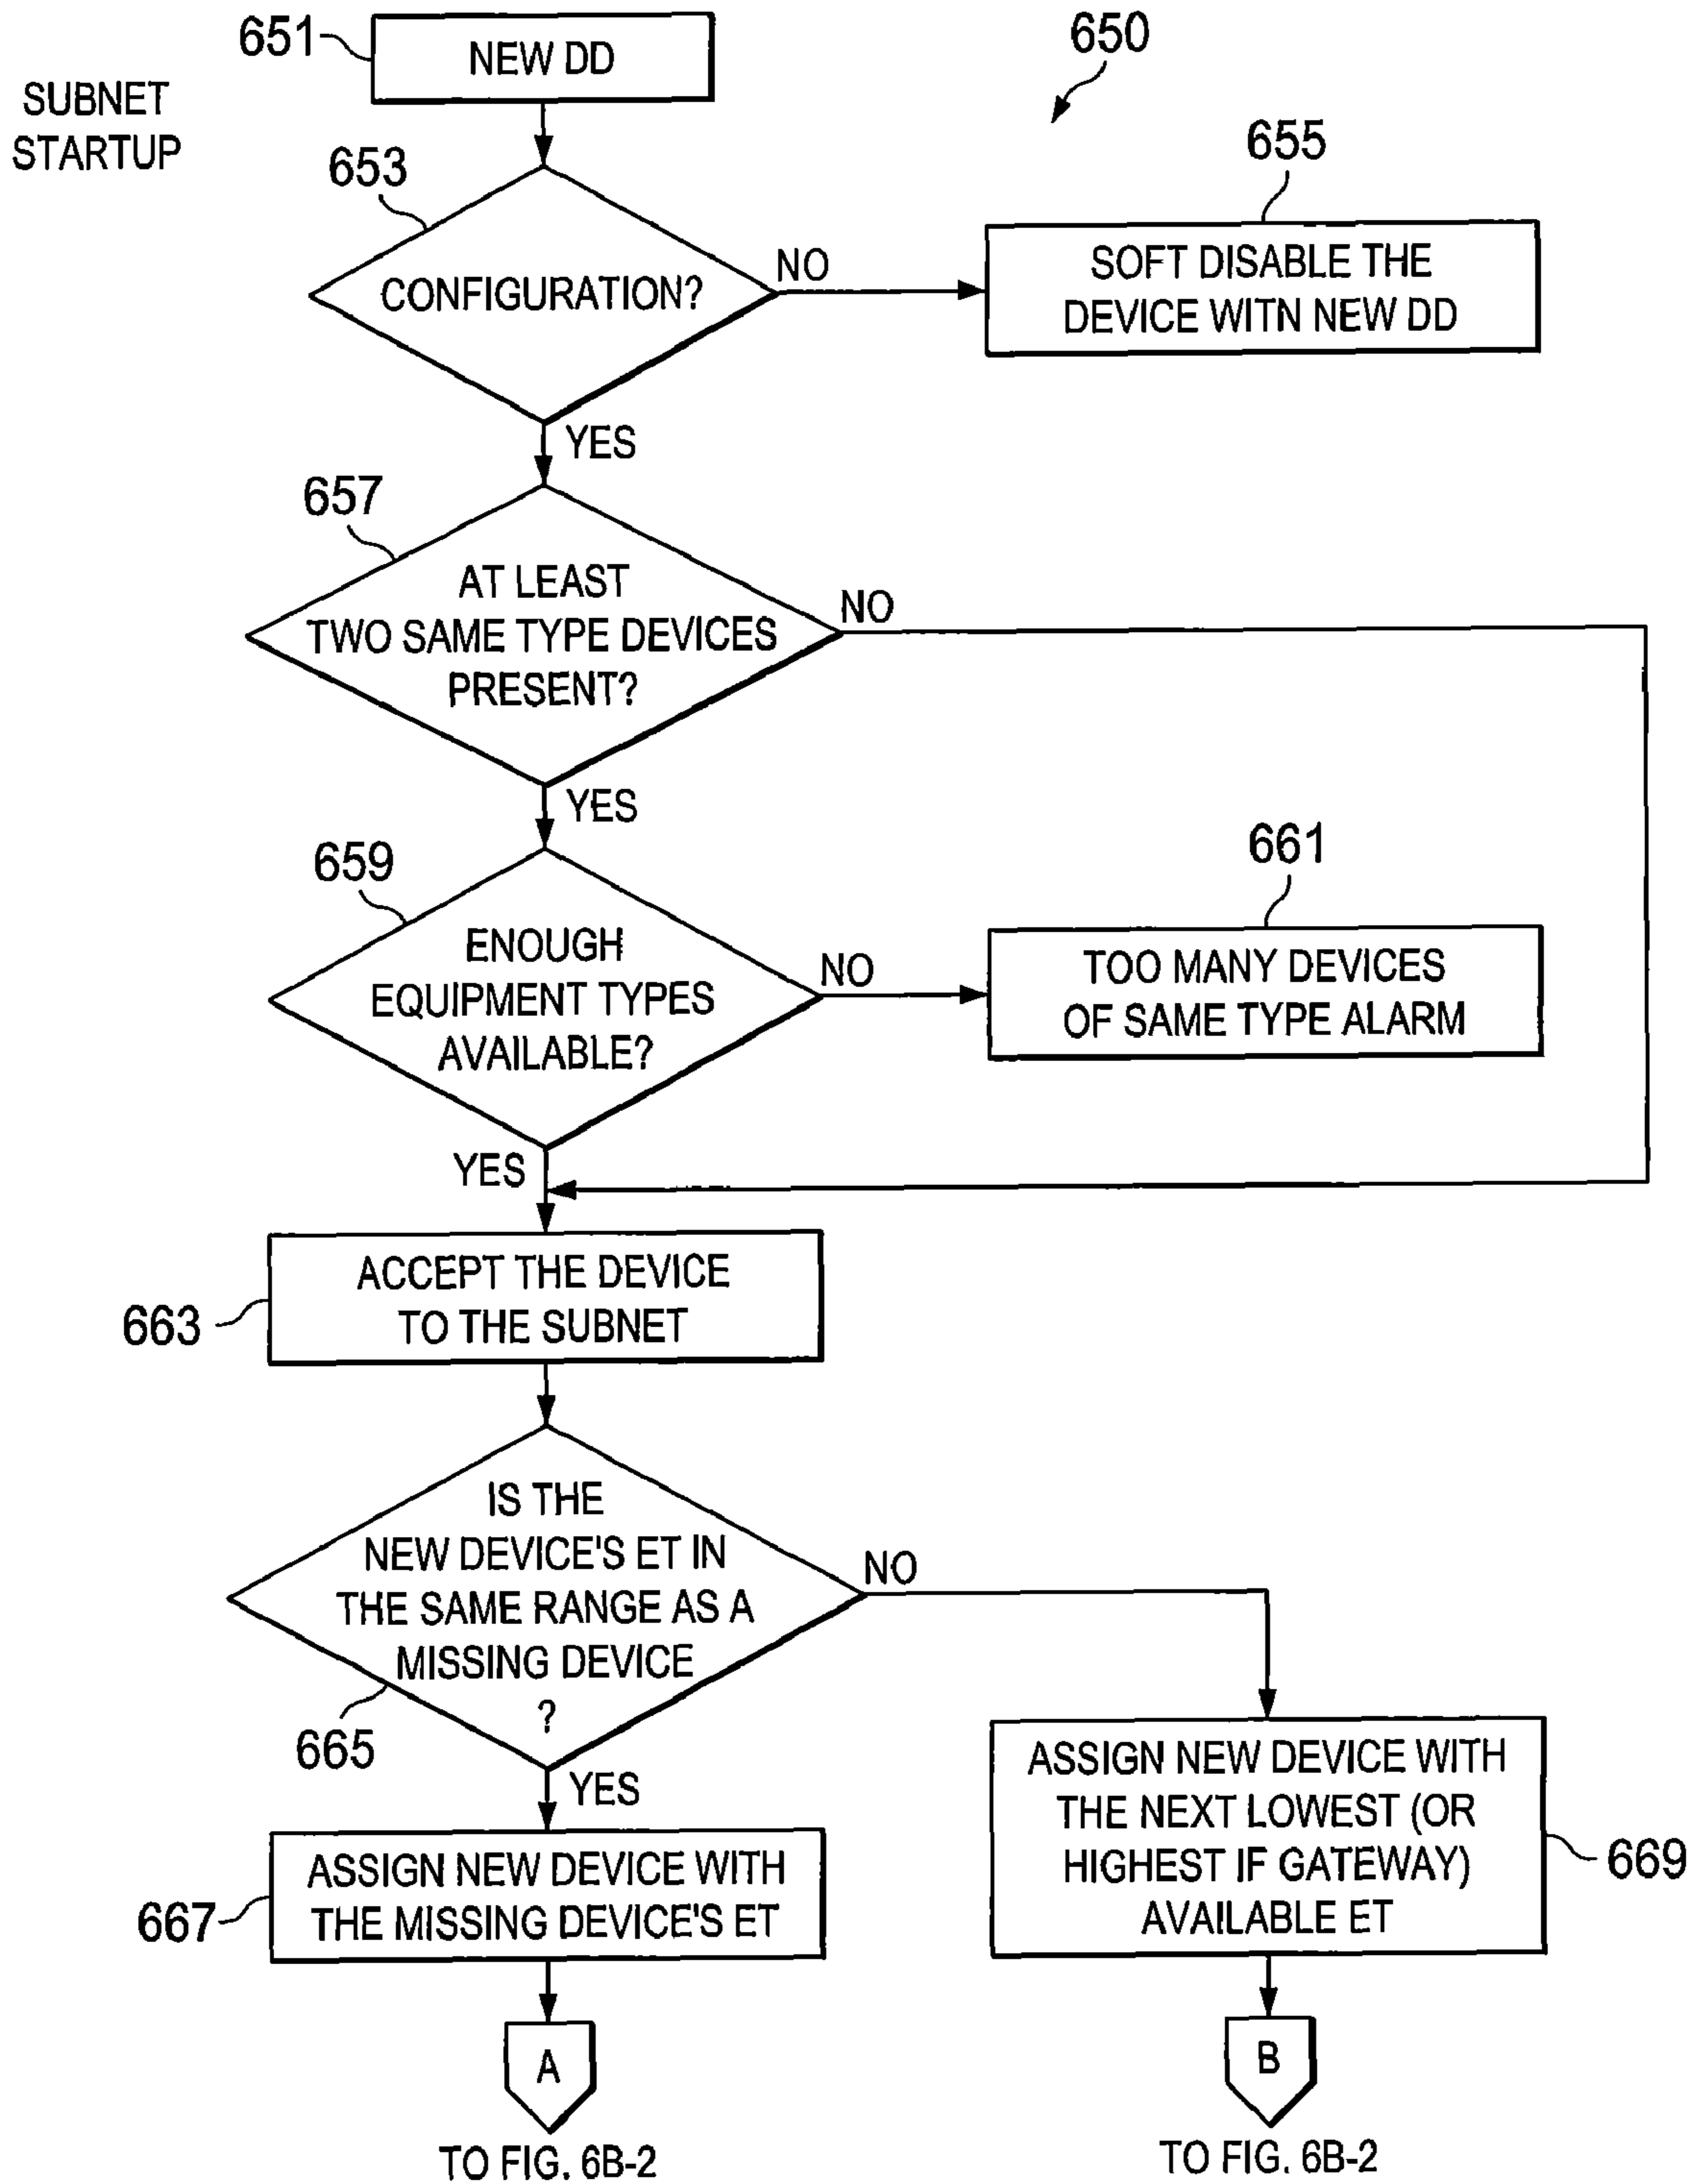 651
NEW DD
650
SUBNET
STARTUP
653
655
CONFIGURATION?
NO
SOFT DISABLE THE
DEVICE WITN NEW DD
YES
657
AT LEAST
TWO SAME TYPE DEVICES
PRESENT?
NO
YES
659
661
ENOUGH
EQUIPMENT TYPES
AVAILABLE?
NO
TOO MANY DEVICES
OF SAME TYPE ALARM
YES
663
ACCEPT THE DEVICE
TO THE SUBNET
IS THE
NEW DEVICE'S ET IN
THE SAME RANGE AS A
MISSING DEVICE
?
NO
665
YES
667
ASSIGN NEW DEVICE WITH
THE MISSING DEVICE'S ET
ASSIGN NEW DEVICE WITH
THE NEXT LOWEST (OR
HIGHEST IF GATEWAY)
AVAILABLE ET
669
A
B
TO FIG. 6B-2
TO FIG. 6B-2